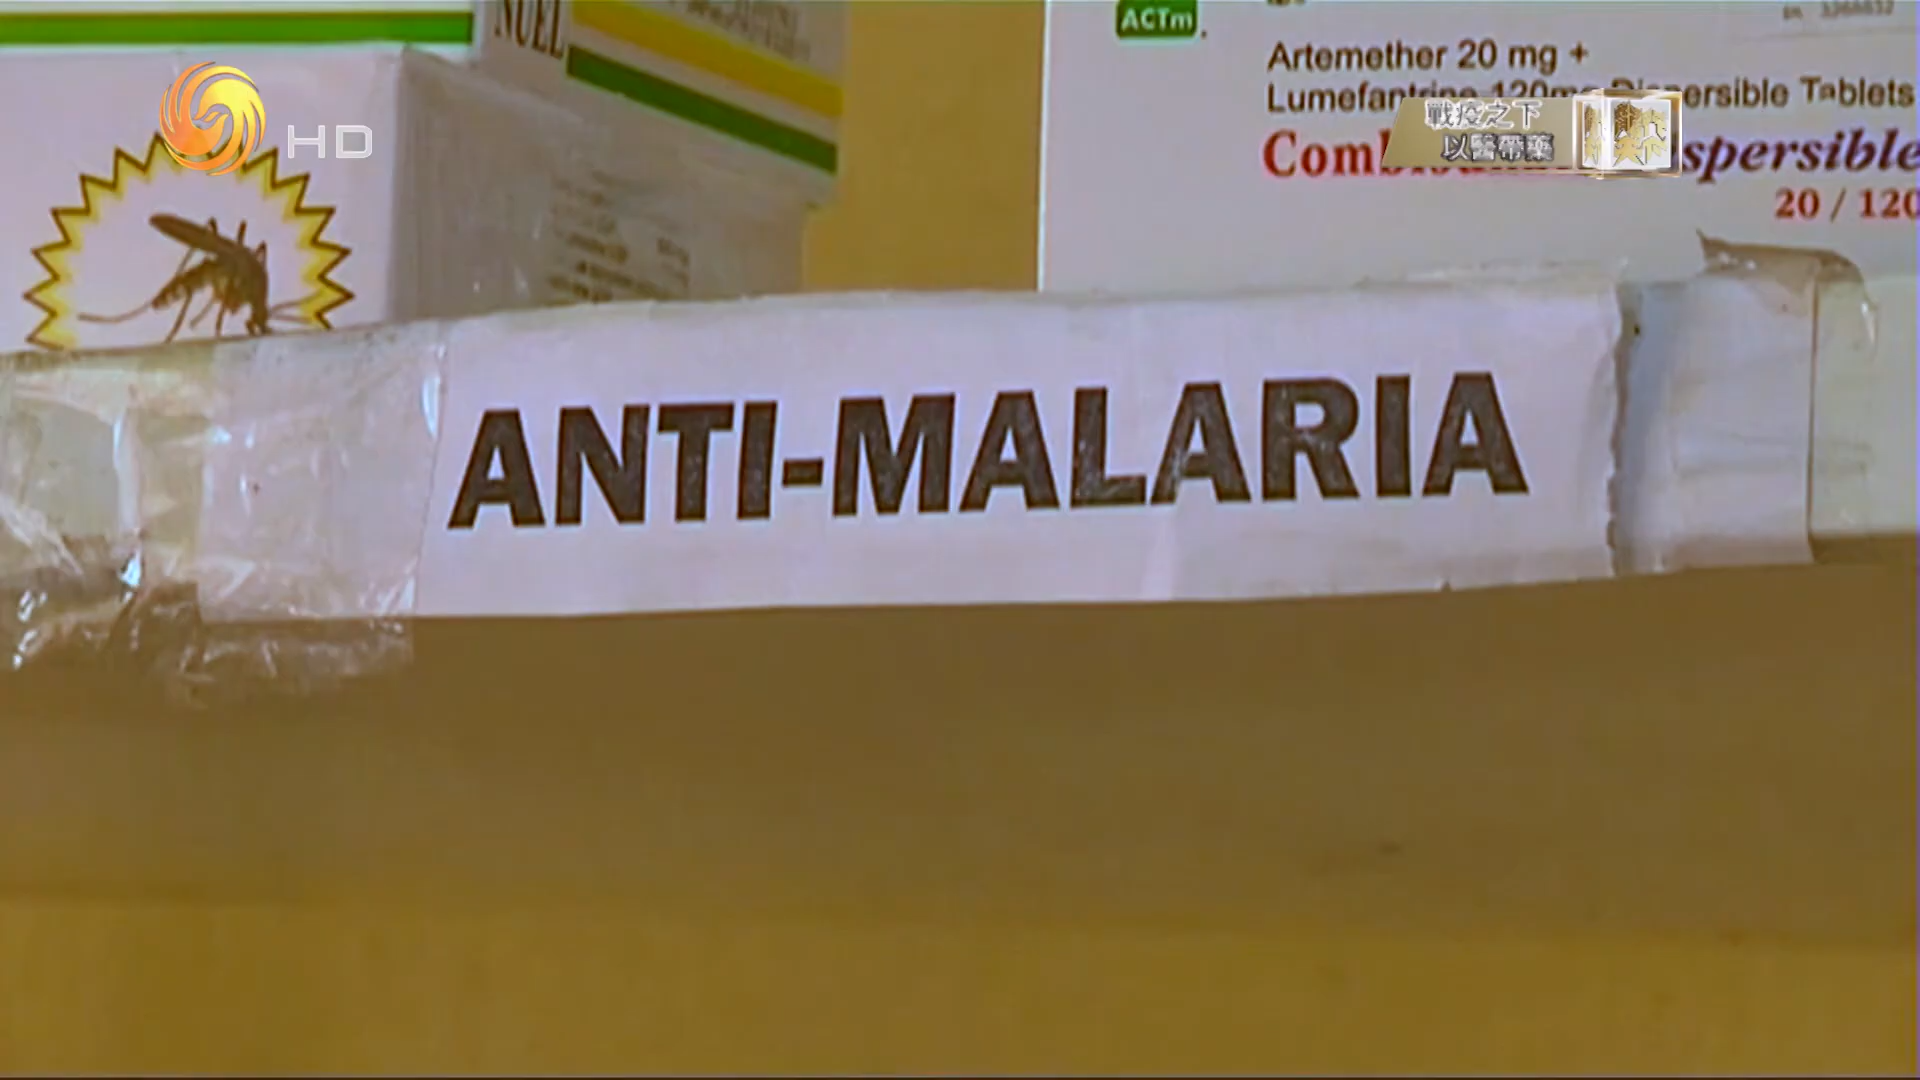 NUEL
HD
ACTm
Artemether 20 mg +
Lumefantrine 120mg Dispersible Tablets
spersible
20 / 120
戰疫之下
以醫帶藥
ANTI-MALARIA